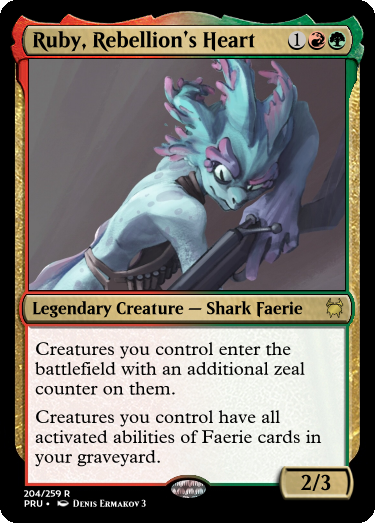 Ruby, Rebellion's Heart 1
Legendary Creature — Shark Faerie
Creatures you control enter the
battlefield with an additional zeal
counter on them.
Creatures you control have all
activated abilities of Faerie cards in
your graveyard.
2/3
204/259 R
PRU • Denis Ermakov 3